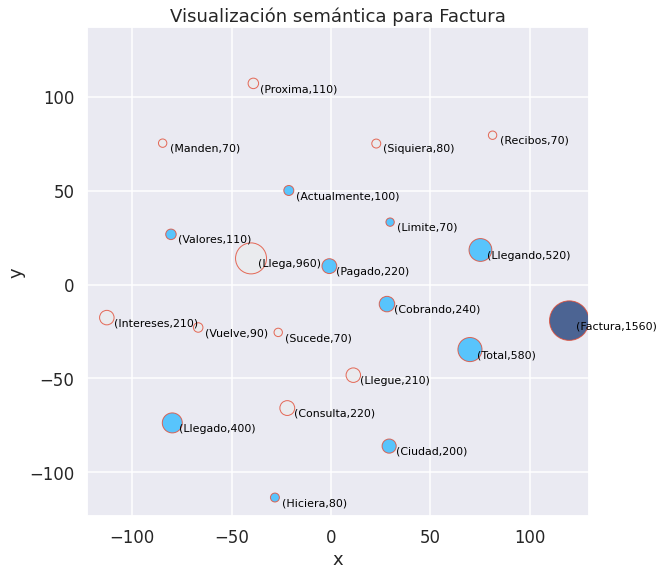 Visualización semántica para Factura
100
50
0
−50
−100
y
(Proxima,110)
(Manden,70)
(Siquiera,80)
(Recibos,70)
(Actualmente,100)
(Limite,70)
(Valores,110)
(Llega,960)
(Pagado,220)
(Llegando,520)
(Cobrando,240)
(Intereses,210)
(Vuelve,90)
(Sucede,70)
(Factura,1560)
(Total,580)
(Llegue,210)
(Consulta,220)
(Llegado,400)
(Ciudad,200)
(Hiciera,80)
−100 −50 0 50 100
x